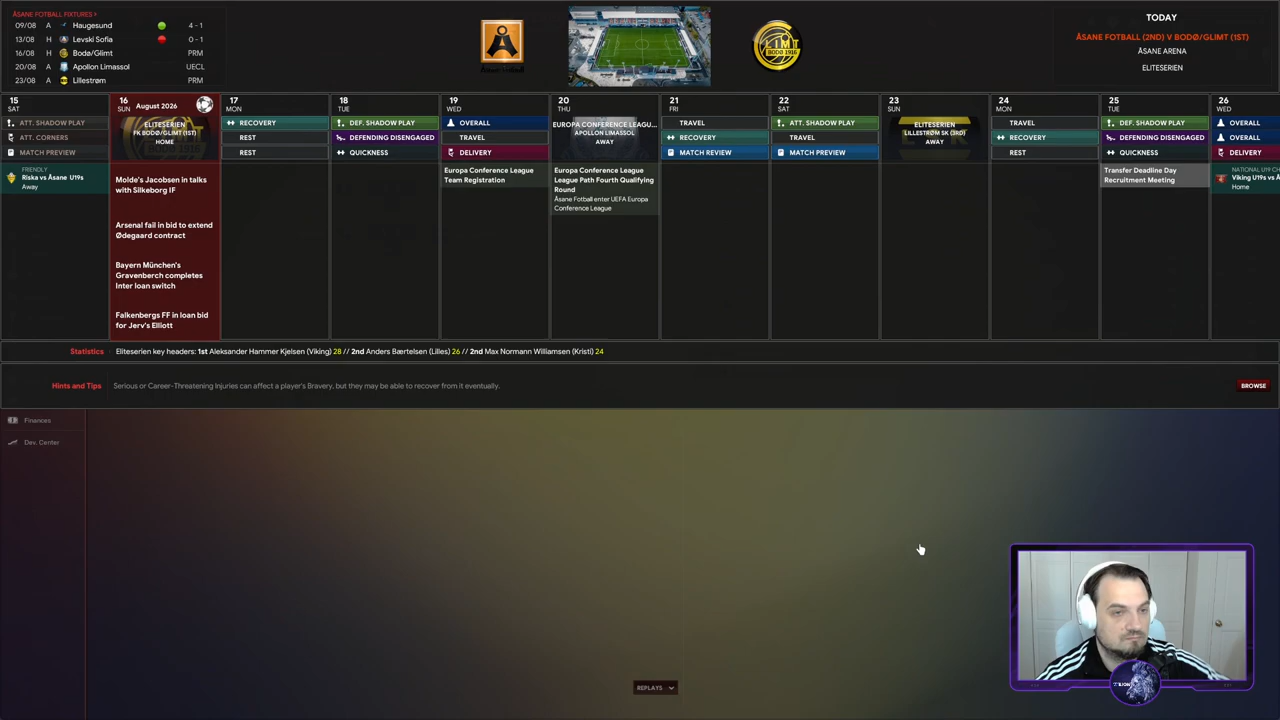 ÅSANE FOTBALL FIXTURES
09/08 A Haugesund 4 - 1
13/08 H Levski Sofia 0 - 1
16/08 H Bodø/Glimt PRM
20/08 A Apollon Limassol UECL
23/08 A Lillestrøm PRM
BODØ 1916
TODAY
ÅSANE FOTBALL (2ND) V BODØ/GLIMT (1ST)
ÅSANE ARENA
ELITESERIEN
15
SAT
ATT. SHADOW PLAY
ATT. CORNERS
MATCH PREVIEW
FRIENDLY
Riska vs Åsane U19s
Away
16
SUN
August 2026
ELITESERIEN
FK BODØ/GLIMT (1ST)
HOME
Molde's Jacobsen in talks
with Silkeborg IF
Arsenal fail in bid to extend
Ødegaard contract
Bayern München's
Gravenberch completes
Inter loan switch
Falkenbergs FF in loan bid
for Jerv's Elliott
17
MON
RECOVERY
REST
REST
18
TUE
DEF. SHADOW PLAY
DEFENDING DISENGAGED
QUICKNESS
19
WED
OVERALL
TRAVEL
DELIVERY
Europa Conference League
Team Registration
20
THU
EUROPA CONFERENCE LEAGU...
APOLLON LIMASSOL
AWAY
Europa Conference League
League Path Fourth Qualifying
Round
Åsane Fotball enter UEFA Europa
Conference League
21
FRI
TRAVEL
RECOVERY
MATCH REVIEW
22
SAT
ATT. SHADOW PLAY
TRAVEL
MATCH PREVIEW
23
SUN
ELITESERIEN
LILLESTRØM SK (3RD)
AWAY
24
MON
TRAVEL
RECOVERY
REST
25
TUE
DEF. SHADOW PLAY
DEFENDING DISENGAGED
QUICKNESS
Transfer Deadline Day
Recruitment Meeting
26
WED
OVERALL
OVERALL
DELIVERY
NATIONAL U19 CH
Viking U19s vs Å
Home
Statistics Eliteserien key headers: 1st Aleksander Hammer Kjelsen (Viking) 28 // 2nd Anders Bærtelsen (Lilles) 26 // 2nd Max Normann Williamsen (Kristi) 24
Hints and Tips Serious or Career-Threatening Injuries can affect a player's Bravery, but they may be able to recover from it eventually.
BROWSE
Finances
Dev. Center
REPLAYS